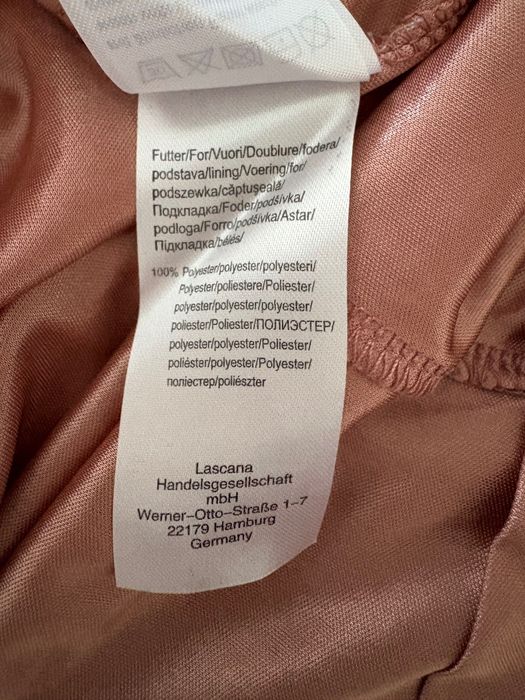 Futter/For/Vuori/Doublure/fodera/
podstava/lining/Voering/for/
podszewka/căptuşeală/
Подкладка/Foder/podšívka/
podloga/Forro/podšívka/Astar/
Підкладка/bélés/
100% Polyester/polyester/polyesteri/
Polyester/poliestere/Poliester/
polyester/polyester/polyester/
poliester/Poliester/ПОЛИЭСТЕР/
polyester/polyester/Poliester/
poliéster/polyester/Polyester/
поліестер/poliészter
Lascana
Handelsgesellschaft
mbH
Werner-Otto-Straße 1-7
22179 Hamburg
Germany